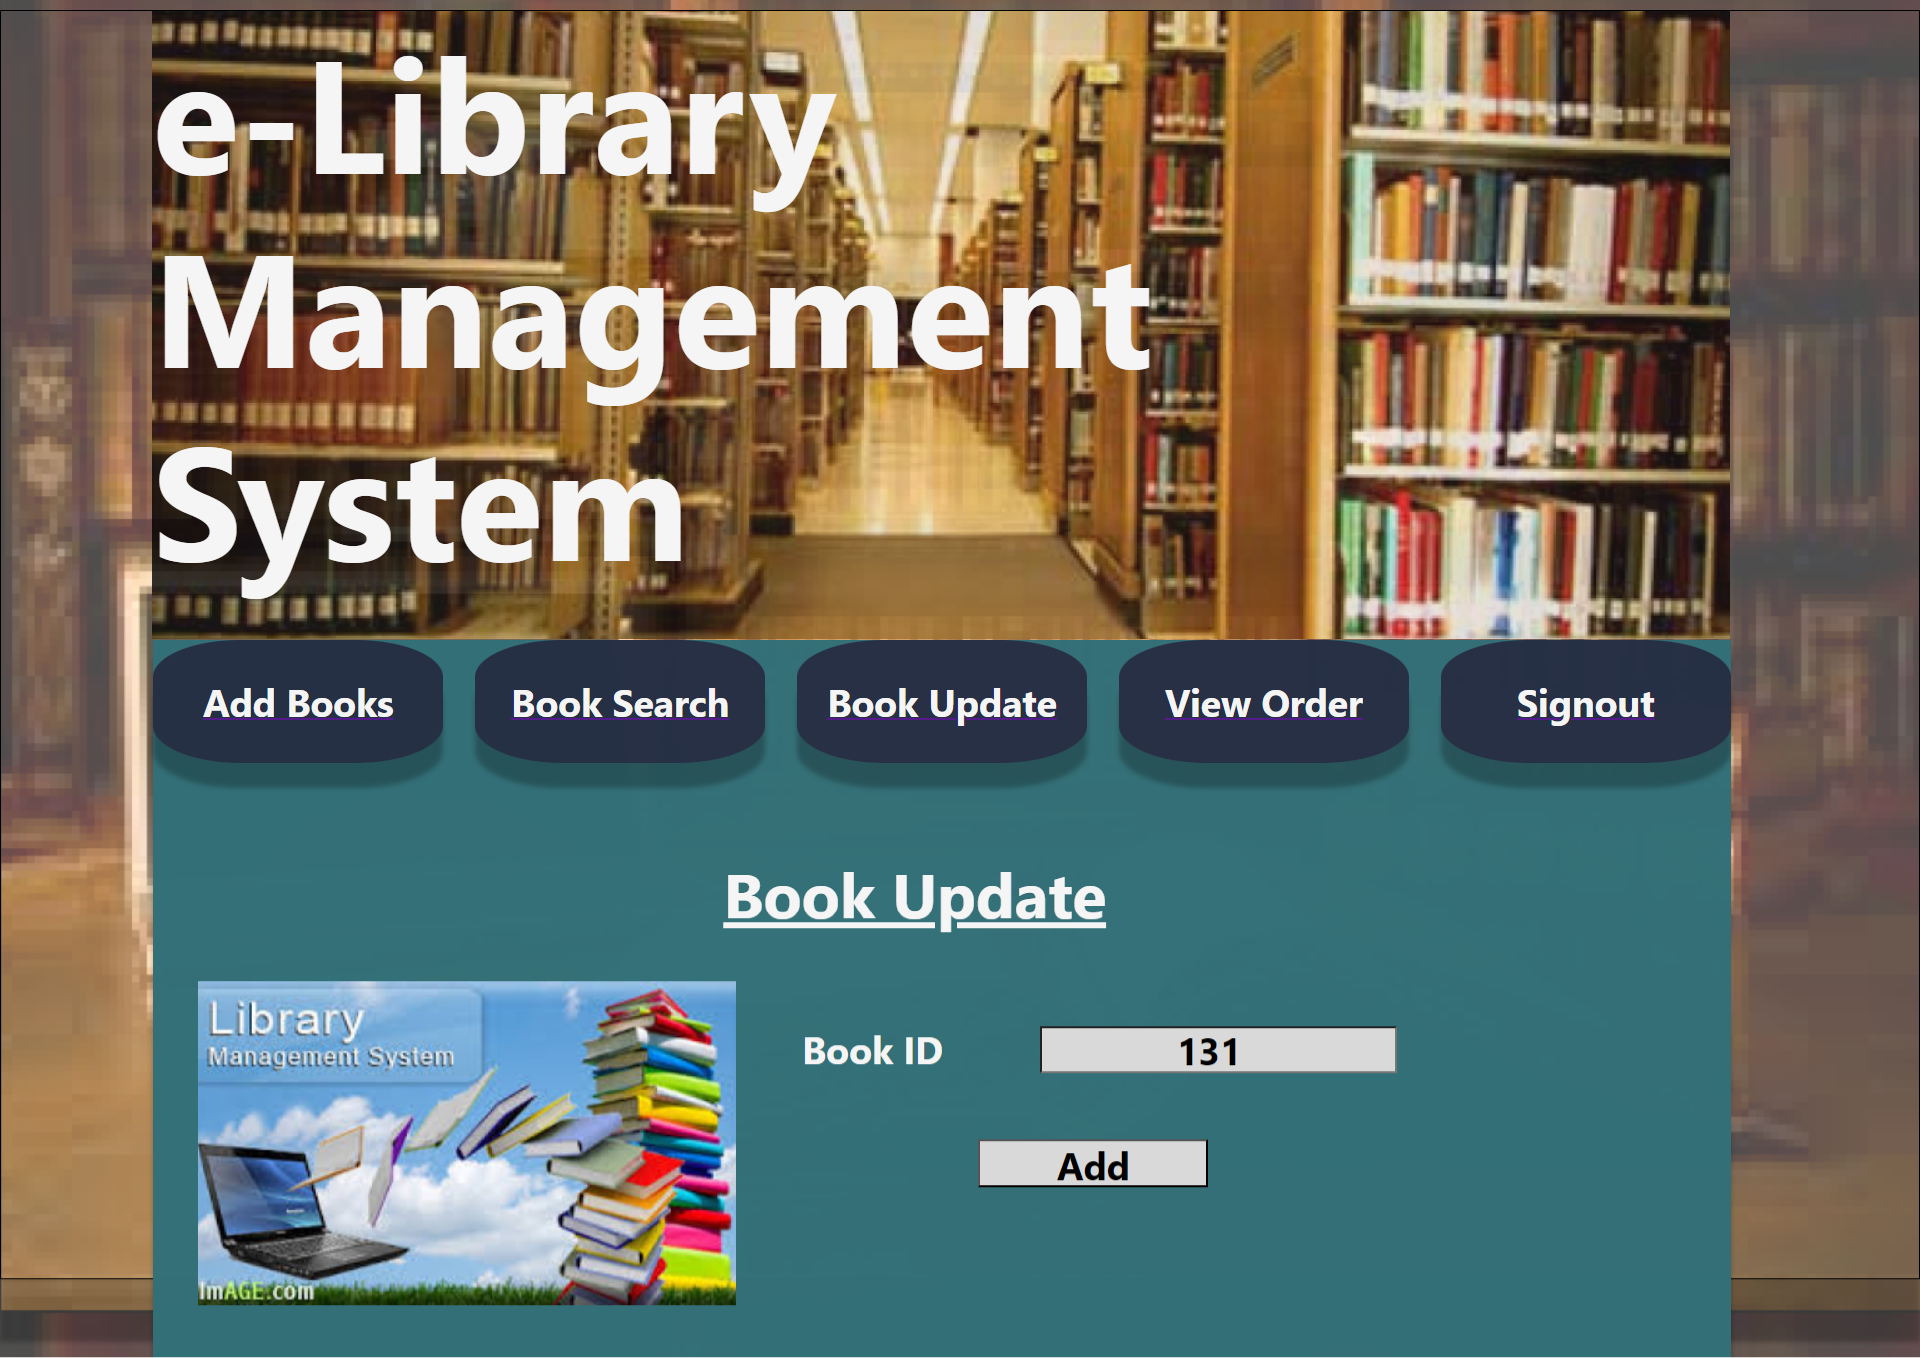 e-Library
Management
System
Add Books
Book Search
Book Update
View Order
Signout
Book Update
Library
Management System
Book ID
131
Add
ImAGE.com